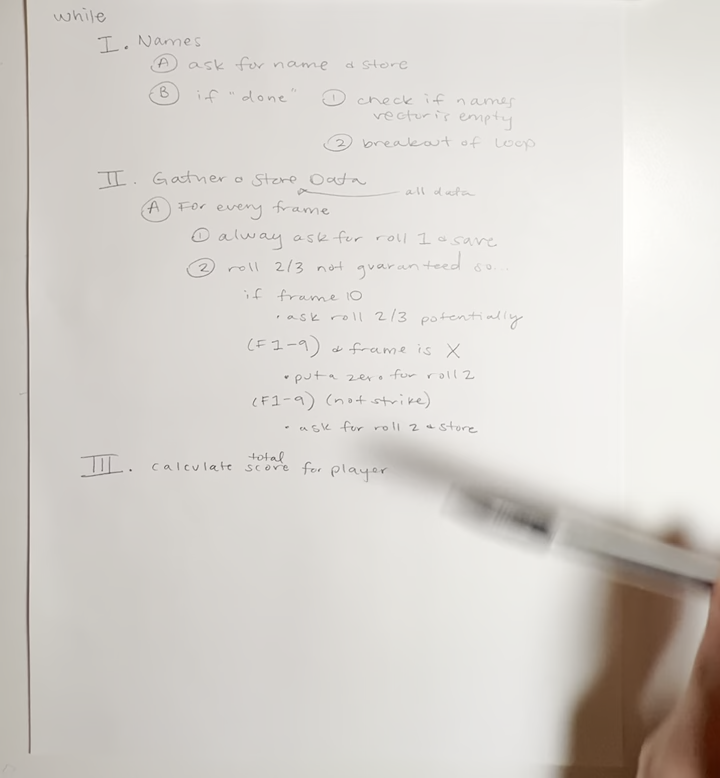 while
I. Names
A ask for name & store
B if "done" 1 check if names
vector is empty
2 breakout of loop
II. Gather & Store Data
all data
A For every frame
1 alway ask for roll 1 & save
2 roll 2/3 not guaranteed so...
if frame 10
• ask roll 2/3 potentially
(F1-9) & frame is X
• put a zero for roll 2
(F1-9) (not strike)
• ask for roll 2 & store
total
III. calculate score for player